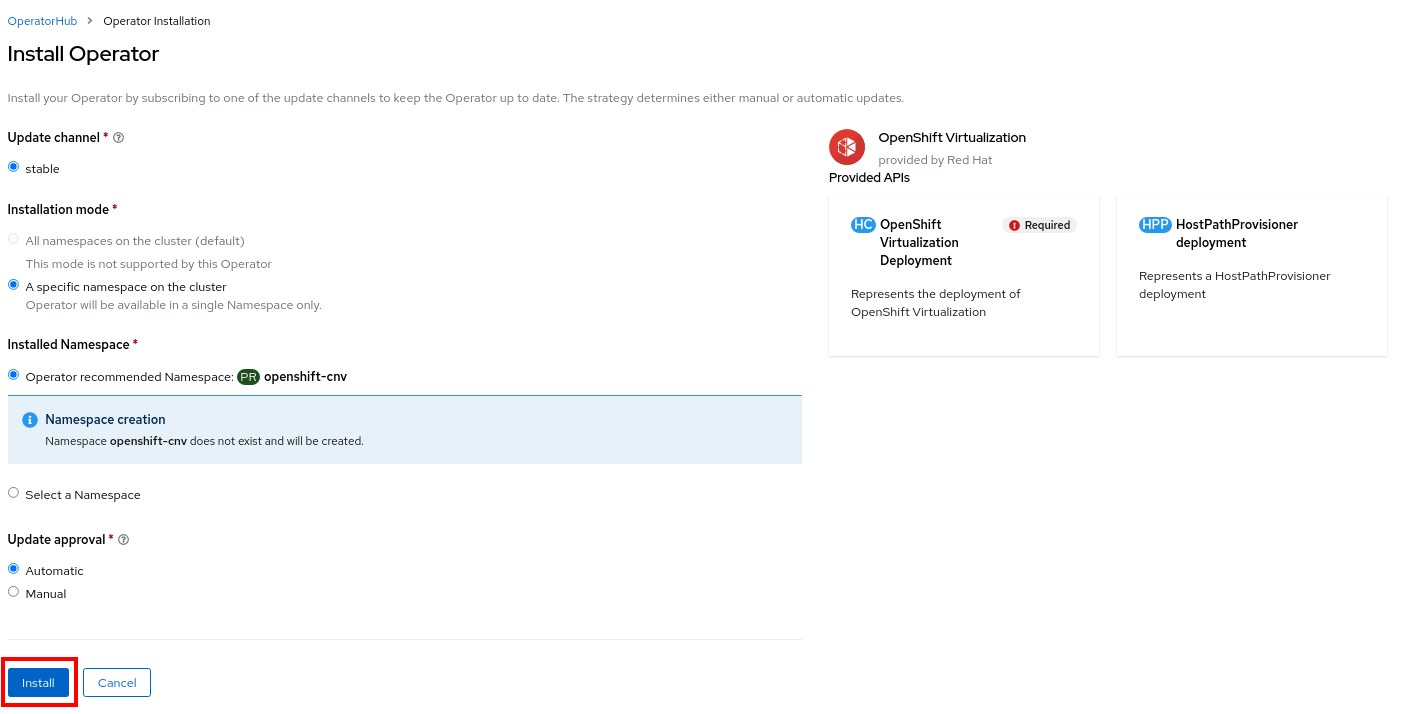 OperatorHub > Operator Installation
Install Operator
Install your Operator by subscribing to one of the update channels to keep the Operator up to date. The strategy determines either manual or automatic updates.
Update channel *
stable
Installation mode *
All namespaces on the cluster (default)
This mode is not supported by this Operator
A specific namespace on the cluster
Operator will be available in a single Namespace only.
Installed Namespace *
Operator recommended Namespace: PR openshift-cnv
Namespace creation
Namespace openshift-cnv does not exist and will be created.
Select a Namespace
Update approval *
Automatic
Manual
Install
Cancel
OpenShift Virtualization
provided by Red Hat
Provided APIs
HC OpenShift
Virtualization
Deployment
Required
Represents the deployment of
OpenShift Virtualization
HPP HostPathProvisioner
deployment
Represents a HostPathProvisioner
deployment